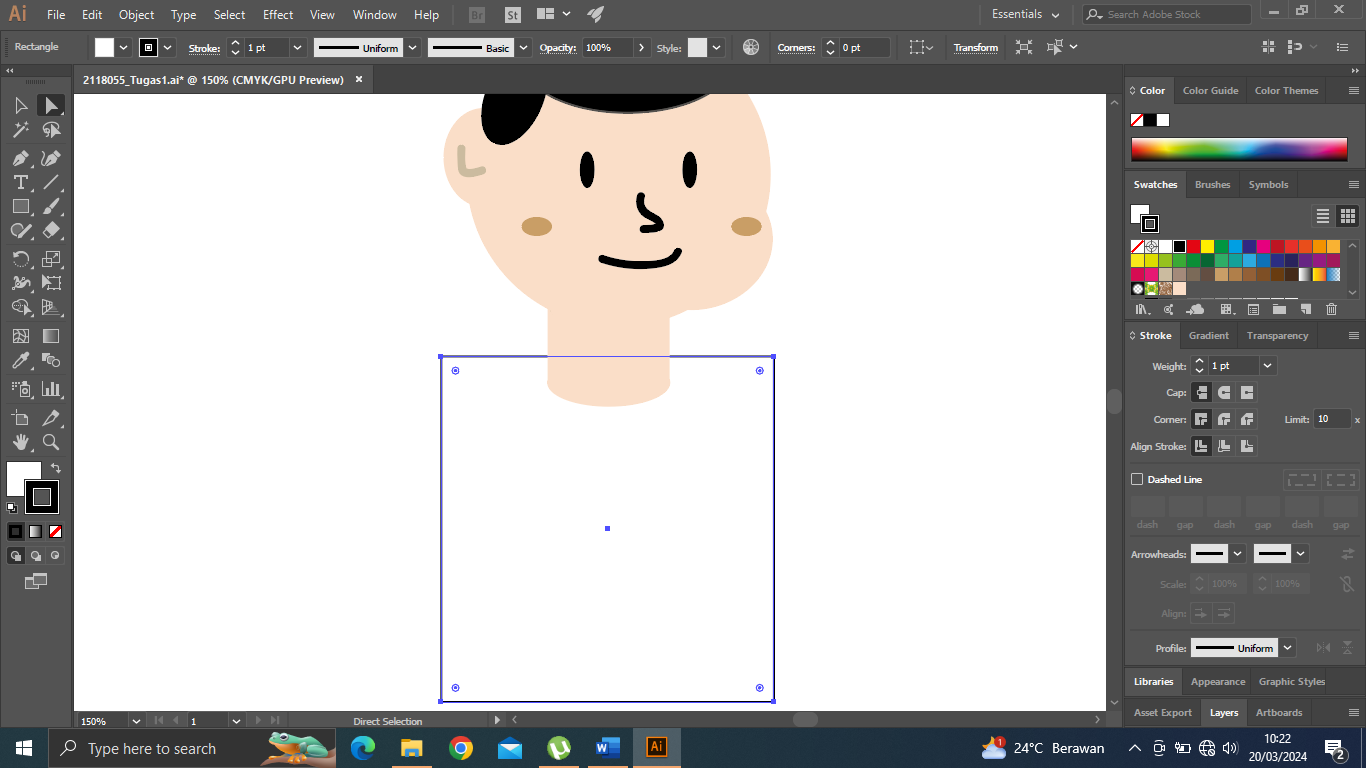 Ai File Edit Object Type Select Effect View Window Help Br St Essentials Search Adobe Stock
Rectangle Stroke: 1 pt Uniform Basic Opacity: 100% Style: Corners: 0 pt Transform
2118055_Tugas1.ai* @ 150% (CMYK/GPU Preview)
Color Color Guide Color Themes
Swatches Brushes Symbols
Stroke Gradient Transparency
Weight: 1 pt
Cap:
Corner: Limit: 10 x
Align Stroke:
Dashed Line
dash gap dash gap dash gap
Arrowheads:
Scale: 100% 100%
Align:
Profile: Uniform
Libraries Appearance Graphic Styles
Asset Export Layers Artboards
150% 1 Direct Selection
Type here to search
Ai
1
24°C Berawan
10:22
20/03/2024
2